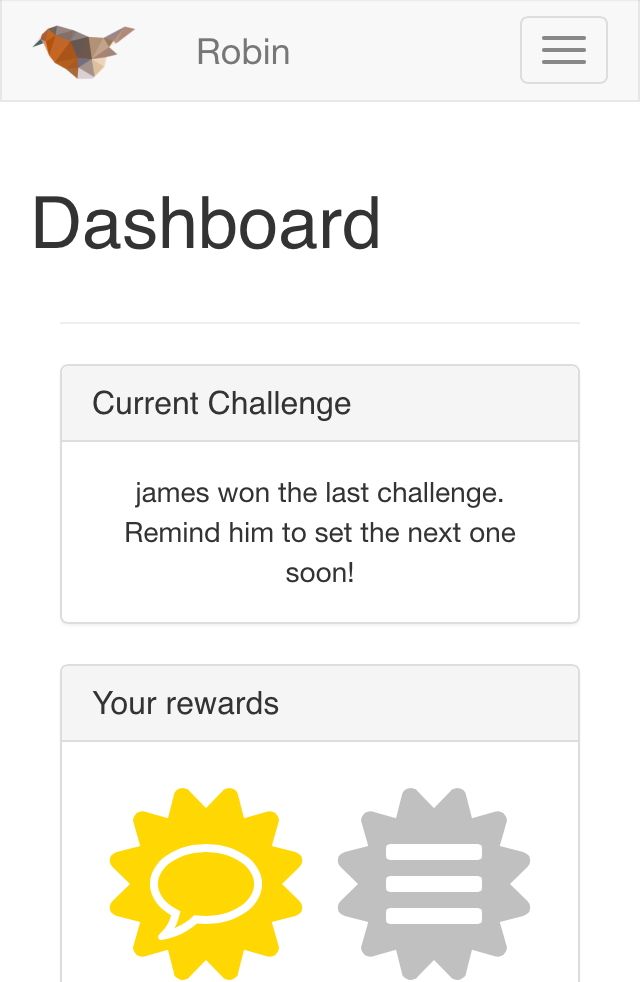 Robin
Dashboard
Current Challenge
james won the last challenge.
Remind him to set the next one
soon!
Your rewards